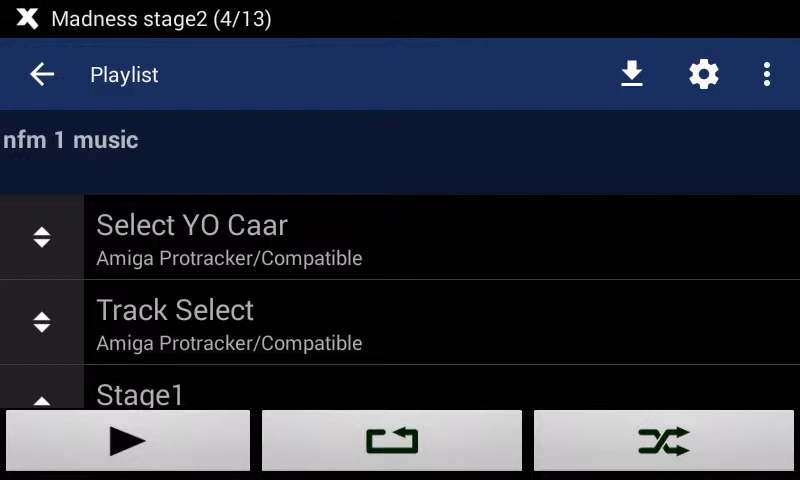 Madness stage2 (4/13)
Playlist
nfm 1 music
Select YO Caar
Amiga Protracker/Compatible
Track Select
Amiga Protracker/Compatible
Stage1